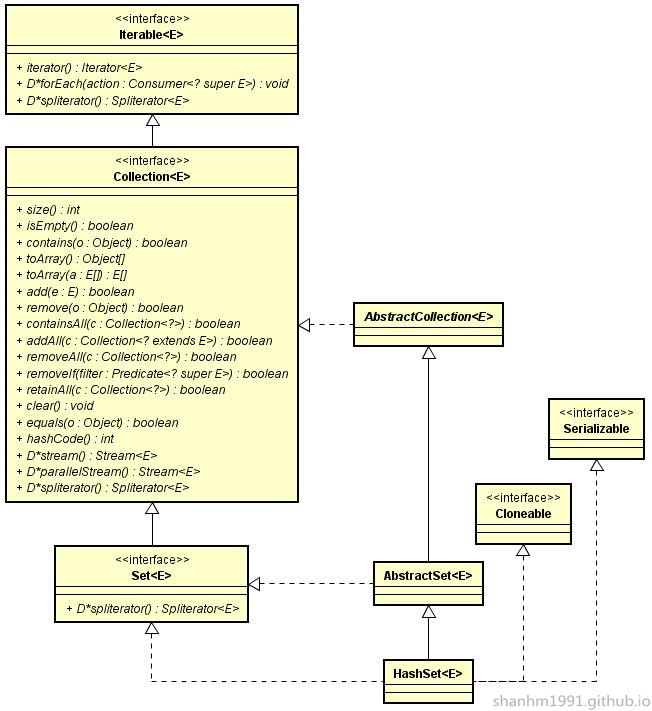 <<interface>>
Iterable<E>
+ iterator() : Iterator<E>
+ D*forEach(action : Consumer<? super E>) : void
+ D*spliterator() : Spliterator<E>
<<interface>>
Collection<E>
+ size() : int
+ isEmpty() : boolean
+ contains(o : Object) : boolean
+ toArray() : Object[]
+ toArray(a : E[]) : E[]
+ add(e : E) : boolean
+ remove(o : Object) : boolean
+ containsAll(c : Collection<?>) : boolean
+ addAll(c : Collection<? extends E>) : boolean
+ removeAll(c : Collection<?>) : boolean
+ removeIf(filter : Predicate<? super E>) : boolean
+ retainAll(c : Collection<?>) : boolean
+ clear() : void
+ equals(o : Object) : boolean
+ hashCode() : int
+ D*stream() : Stream<E>
+ D*parallelStream() : Stream<E>
+ D*spliterator() : Spliterator<E>
AbstractCollection<E>
<<interface>>
Serializable
<<interface>>
Cloneable
<<interface>>
Set<E>
+ D*spliterator() : Spliterator<E>
AbstractSet<E>
HashSet<E>
shanhm1991.github.io